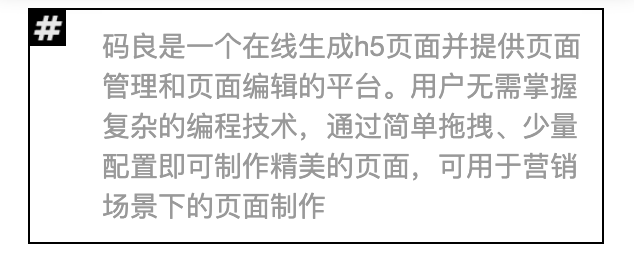 #
码良是一个在线生成h5页面并提供页面
管理和页面编辑的平台。用户无需掌握
复杂的编程技术，通过简单拖拽、少量
配置即可制作精美的页面，可用于营销
场景下的页面制作